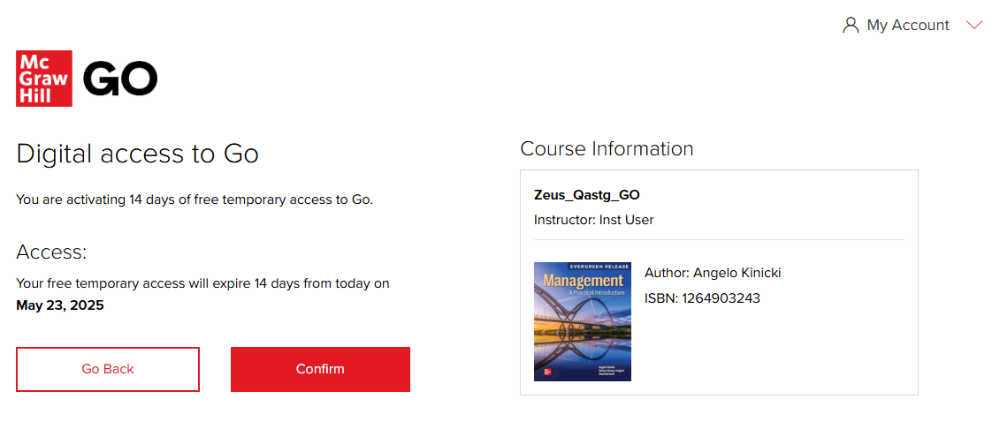 My Account
Mc
Graw
Hill
GO
Digital access to Go
You are activating 14 days of free temporary access to Go.
Access:
Your free temporary access will expire 14 days from today on
May 23, 2025
Go Back
Confirm
Course Information
Zeus_Qastg_GO
Instructor: Inst User
EVERGREEN RELEASE
Management
A Practical Introduction
Angelo Kinicki
Author: Angelo Kinicki
ISBN: 1264903243